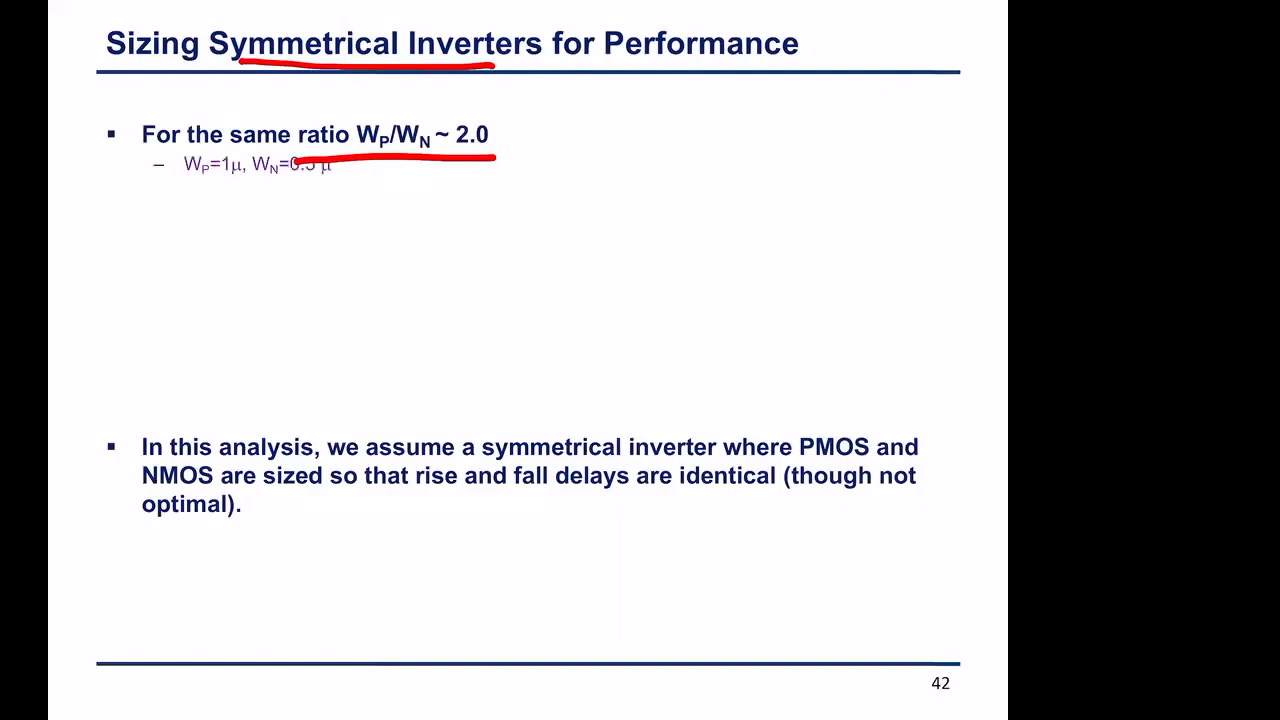 Sizing Symmetrical Inverters for Performance
▪ For the same ratio WP/WN ~ 2.0
– WP=1μ, WN=0.5 μ
▪ In this analysis, we assume a symmetrical inverter where PMOS and
NMOS are sized so that rise and fall delays are identical (though not
optimal).
42